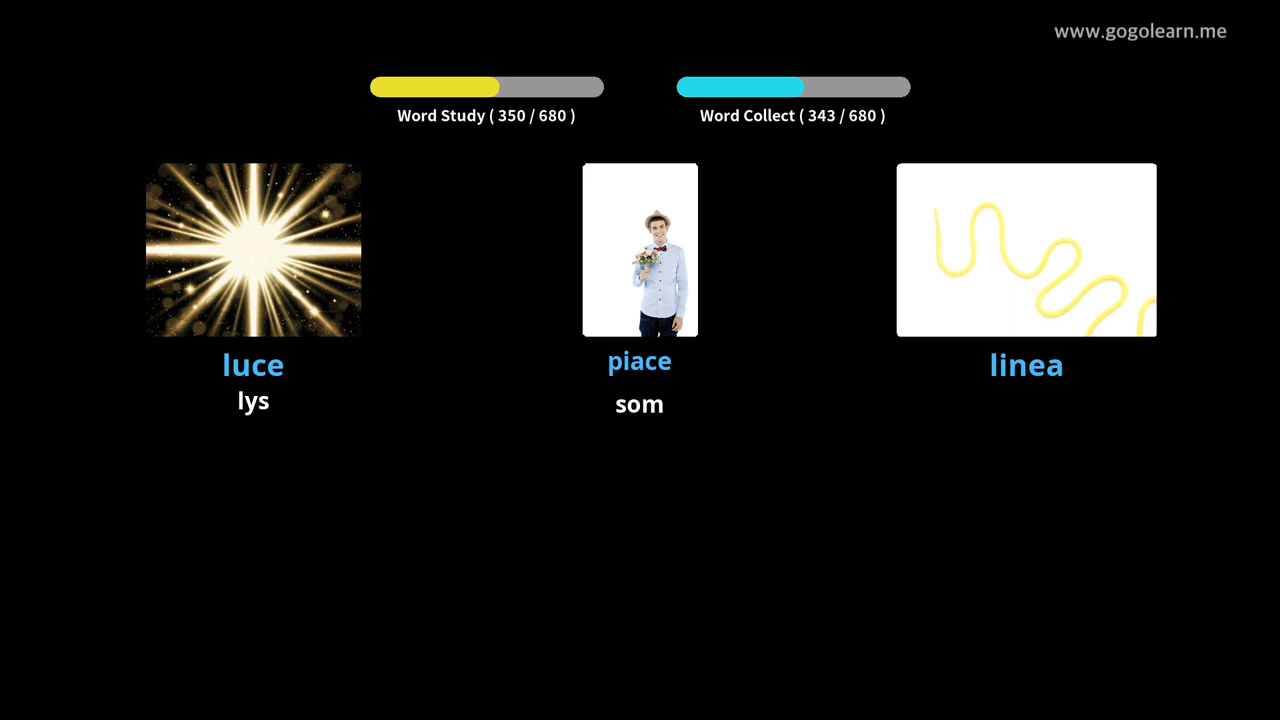 www.gogolearn.me
Word Study ( 350 / 680 )
Word Collect ( 343 / 680 )
luce
lys
piace
som
linea